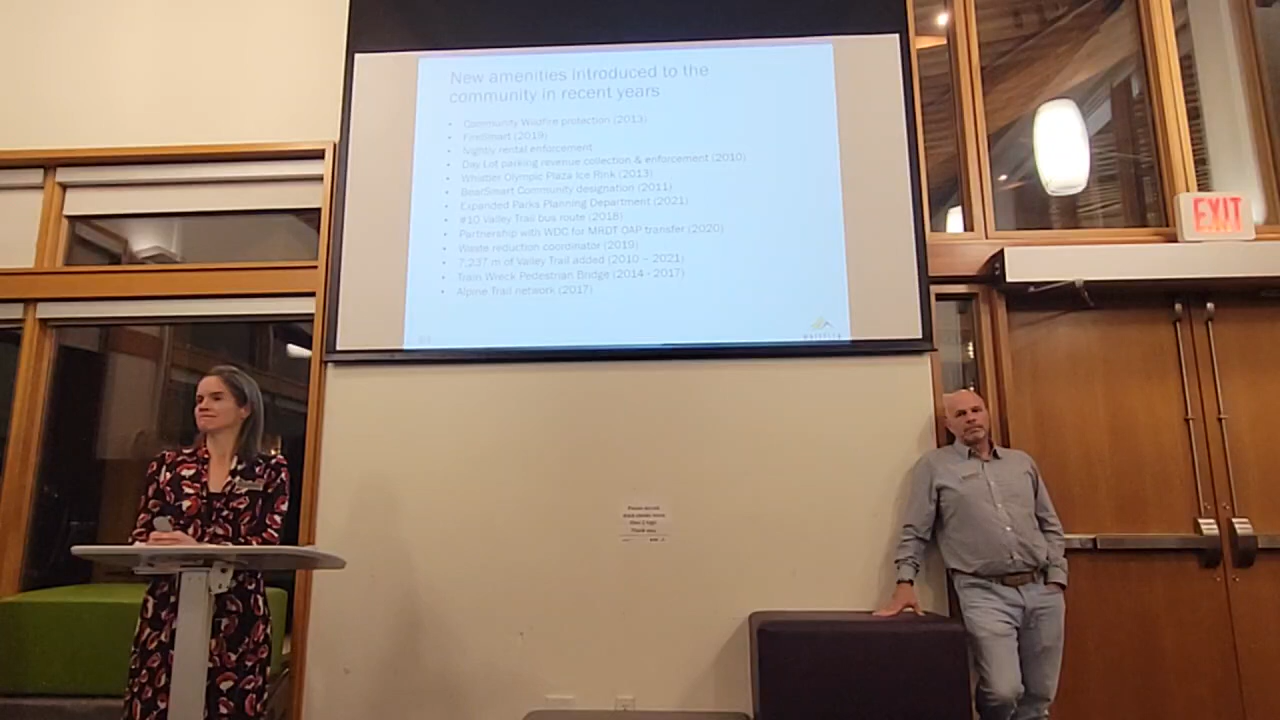 New amenities introduced to the
community in recent years
• Community Wildfire protection (2013)
• FireSmart (2019)
• Nightly rental enforcement
• Day Lot parking revenue collection & enforcement (2010)
• Whistler Olympic Plaza Ice Rink (2013)
• BearSmart Community designation (2011)
• Expanded Parks Planning Department (2021)
• #10 Valley Trail bus route (2018)
• Partnership with WDC for MRDT OAP transfer (2020)
• Waste reduction coordinator (2019)
• 7,237 m of Valley Trail added (2010 – 2021)
• Train Wreck Pedestrian Bridge (2014 - 2017)
• Alpine Trail network (2017)
WHISTLER
EXIT
Thank you